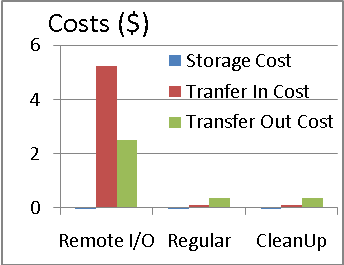 Costs ($)
6
4
2
0
Storage Cost
Tranfer In Cost
Transfer Out Cost
Remote I/O Regular CleanUp